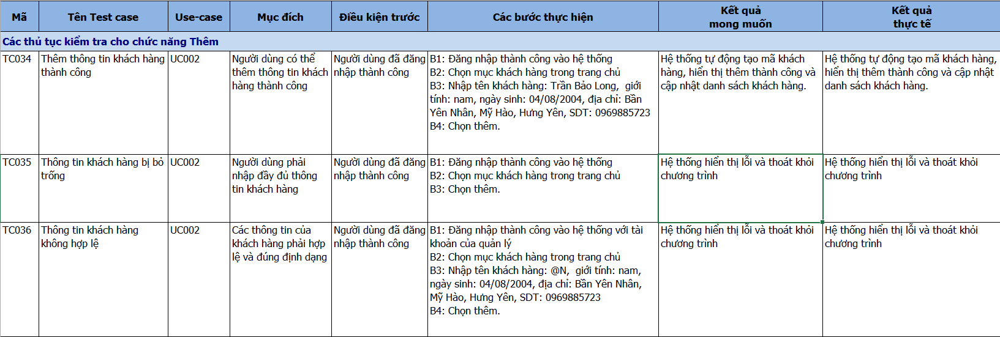 Mã
Tên Test case
Use-case
Mục đích
Điều kiện trước
Các bước thực hiện
Kết quả
mong muốn
Kết quả
thực tế
Các thủ tục kiểm tra cho chức năng Thêm
TC034
Thêm thông tin khách hàng
thành công
UC002
Người dùng có thể
thêm thông tin khách
hàng thành công
Người dùng đã đăng
nhập thành công
B1: Đăng nhập thành công vào hệ thống
B2: Chọn mục khách hàng trong trang chủ
B3: Nhập tên khách hàng: Trần Bảo Long, giới
tính: nam, ngày sinh: 04/08/2004, địa chỉ: Bần
Yên Nhân, Mỹ Hào, Hưng Yên, SDT: 0969885723
B4: Chọn thêm.
Hệ thống tự động tạo mã khách
hàng, hiển thị thêm thành công và
cập nhật danh sách khách hàng.
Hệ thống tự động tạo mã khách hàng,
hiển thị thêm thành công và cập nhật
danh sách khách hàng.
TC035
Thông tin khách hàng bị bỏ
trống
UC002
Người dùng phải
nhập đầy đủ thông
tin khách hàng
Người dùng đã đăng
nhập thành công
B1: Đăng nhập thành công vào hệ thống
B2: Chọn mục khách hàng trong trang chủ
B3: Chọn thêm.
Hệ thống hiển thị lỗi và thoát khỏi
chương trình
Hệ thống hiển thị lỗi và thoát khỏi
chương trình
TC036
Thông tin khách hàng
không hợp lệ
UC002
Các thông tin của
khách hàng phải hợp
lệ và đúng định dạng
Người dùng đã đăng
nhập thành công
B1: Đăng nhập thành công vào hệ thống với tài
khoản của quản lý
B2: Chọn mục khách hàng trong trang chủ
B3: Nhập tên khách hàng: @N, giới tính: nam,
ngày sinh: 04/08/2004, địa chỉ: Bần Yên Nhân,
Mỹ Hào, Hưng Yên, SDT: 0969885723
B4: Chọn thêm.
Hệ thống hiển thị lỗi và thoát khỏi
chương trình
Hệ thống hiển thị lỗi và thoát khỏi
chương trình